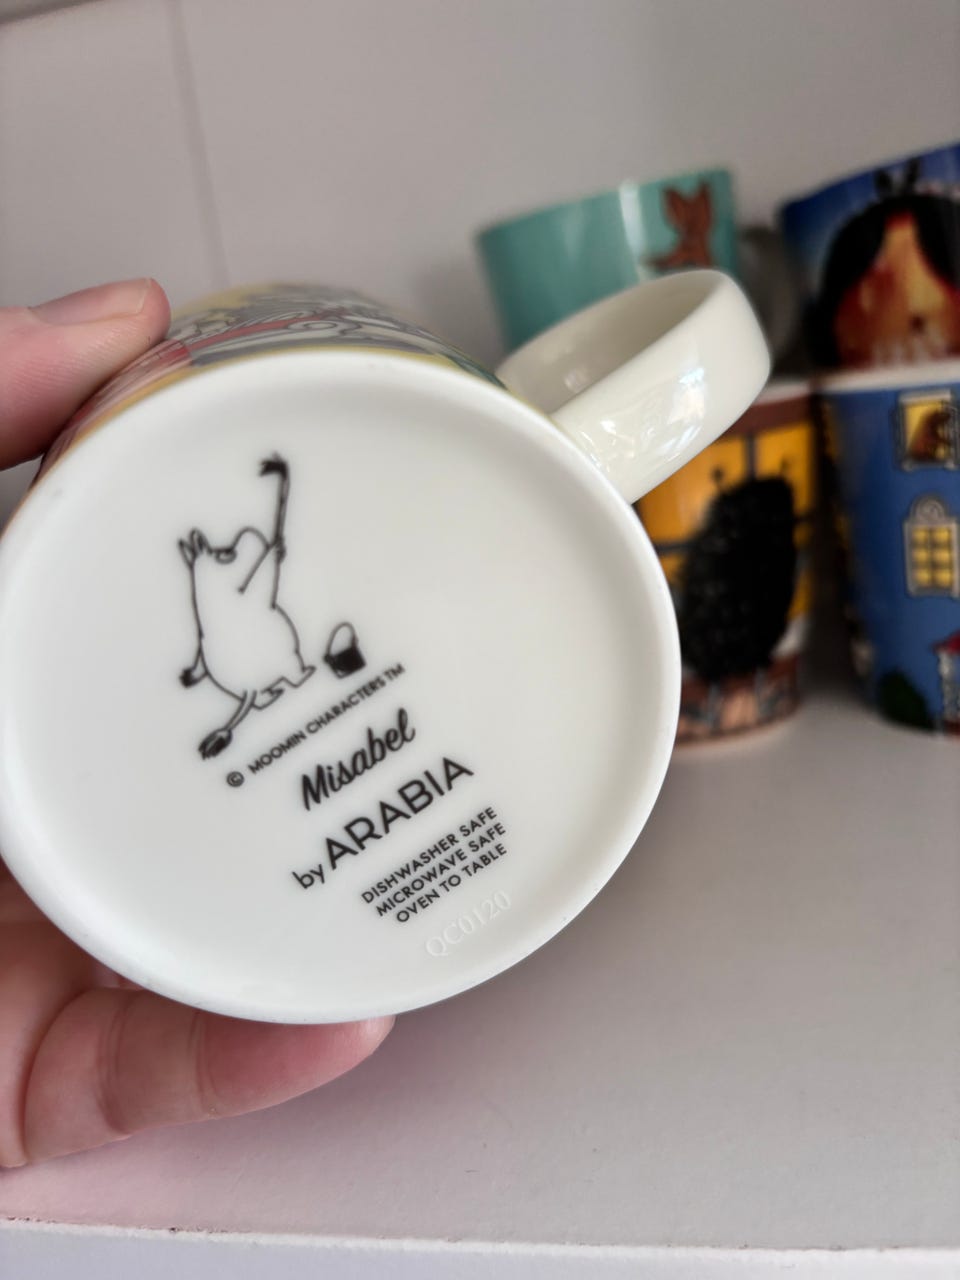 © MOOMIN CHARACTERS ™
Misabel
by ARABIA
DISHWASHER SAFE
MICROWAVE SAFE
OVEN TO TABLE
QC0120